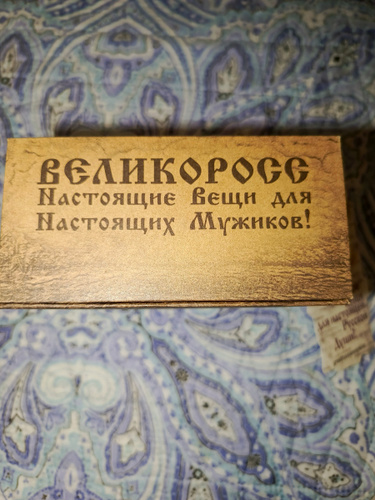 ВЕЛИКОРОСС
Настоящие Вещи для
Настоящих Мужиков!